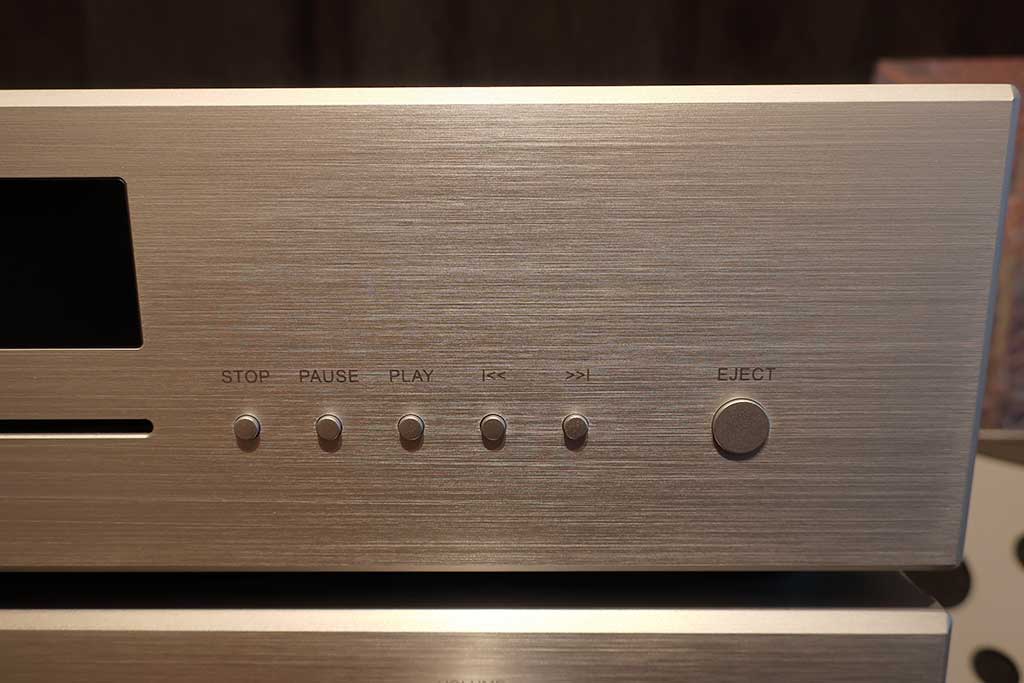 STOP PAUSE PLAY |<< >>| EJECT